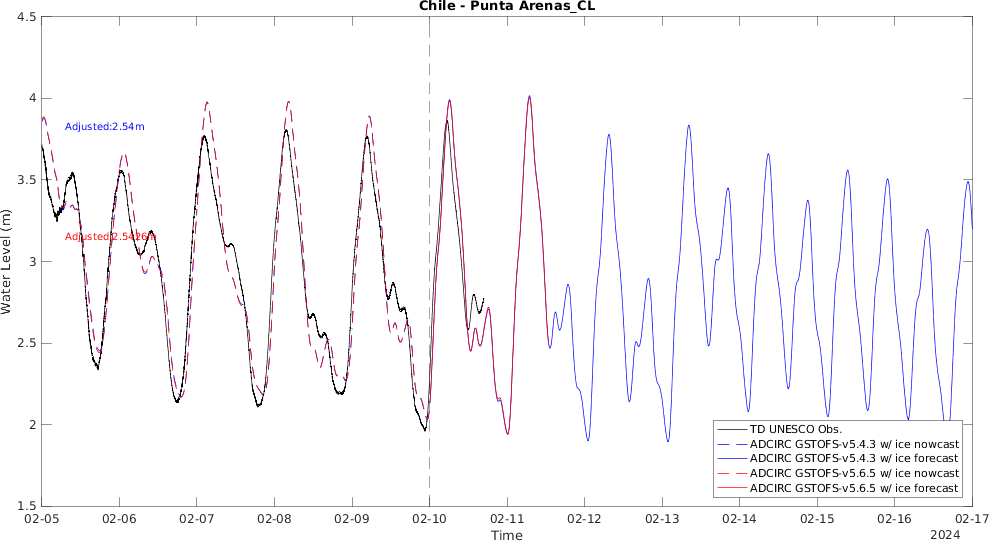 Chile - Punta Arenas_CL
4.5
4
3.5
3
2.5
2
1.5
Water Level (m)
Adjusted:2.54m
Adjusted:2.5426m
TD UNESCO Obs.
ADCIRC GSTOFS-v5.4.3 w/ ice nowcast
ADCIRC GSTOFS-v5.4.3 w/ ice forecast
ADCIRC GSTOFS-v5.6.5 w/ ice nowcast
ADCIRC GSTOFS-v5.6.5 w/ ice forecast
02-05 02-06 02-07 02-08 02-09 02-10 02-11 02-12 02-13 02-14 02-15 02-16 02-17
Time
2024